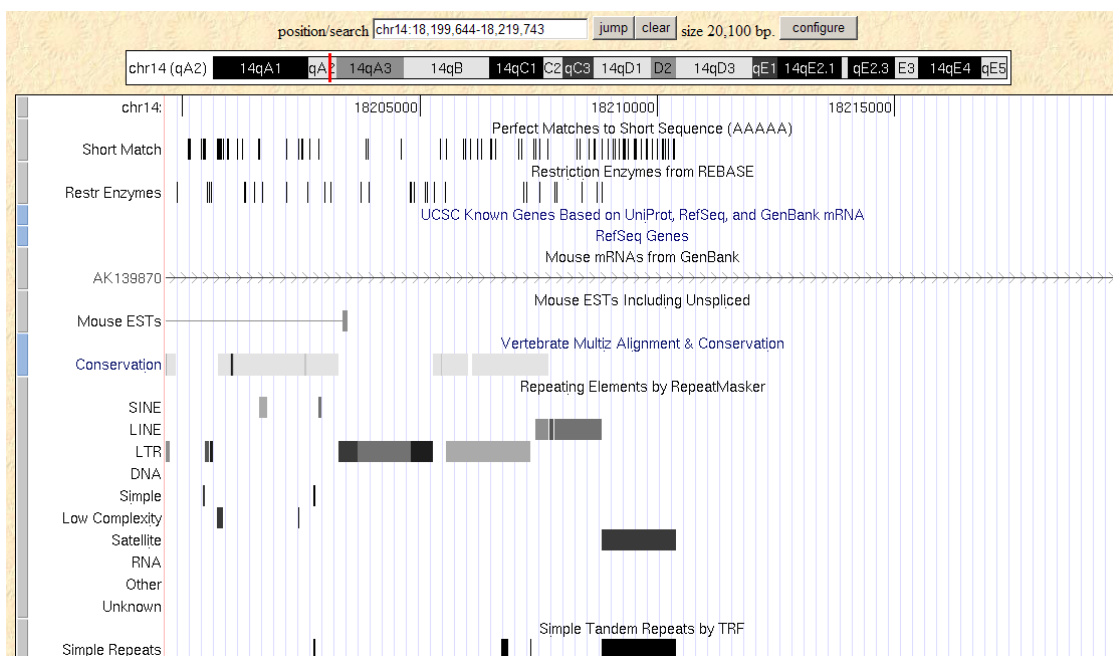 position/search chr14:18,199,644-18,219,743 jump clear size 20,100 bp. configure
chr14 (qA2) 14qA1 qA2 14qA3 14qB 14qC1 C2 qC3 14qD1 D2 14qD3 qE1 14qE2.1 qE2.3 E3 14qE4 qE5
chr14: 18205000 18210000 18215000
Perfect Matches to Short Sequence (AAAAA)
Short Match
Restriction Enzymes from REBASE
Restr Enzymes
UCSC Known Genes Based on UniProt, RefSeq, and GenBank mRNA
RefSeq Genes
Mouse mRNAs from GenBank
AK139870
Mouse ESTs Including Unspliced
Mouse ESTs
Vertebrate Multiz Alignment & Conservation
Conservation
Repeating Elements by RepeatMasker
SINE
LINE
LTR
DNA
Simple
Low Complexity
Satellite
RNA
Other
Unknown
Simple Tandem Repeats by TRF
Simple Repeats